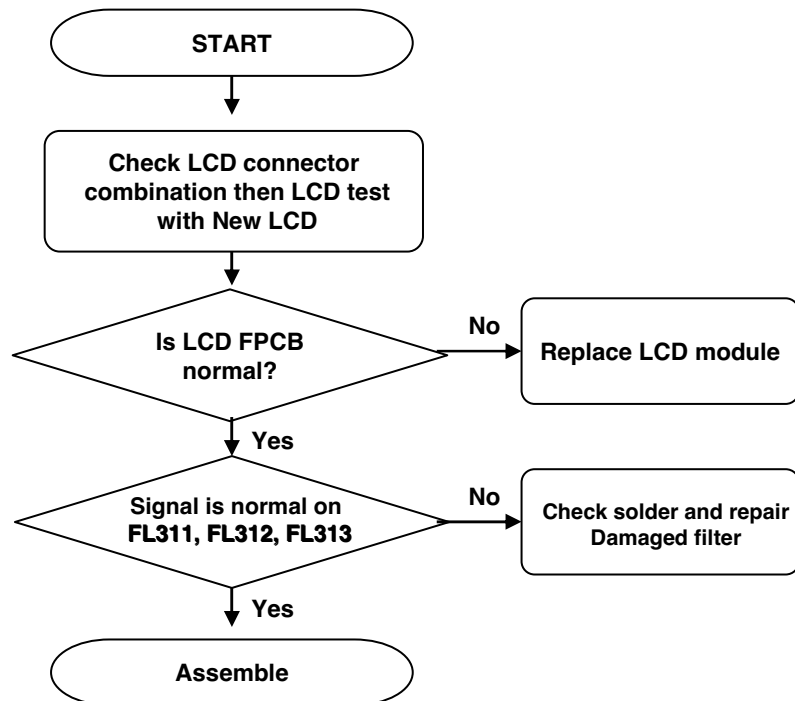 START
Check LCD connector
combination then LCD test
with New LCD
Is LCD FPCB
normal?
No
Replace LCD module
Yes
Signal is normal on
FL311, FL312, FL313
No
Check solder and repair
Damaged filter
Yes
Assemble